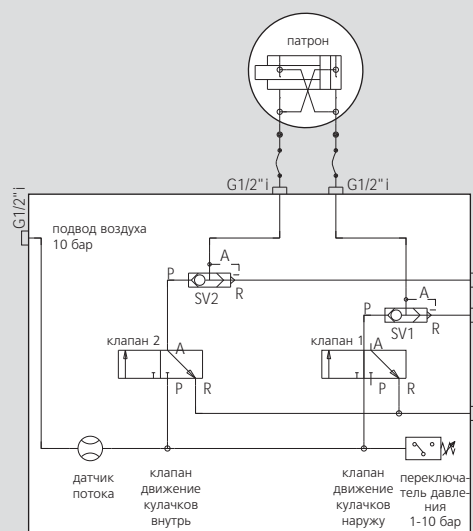 патрон
G1/2"i
G1/2"i
G1/2"i
подвод воздуха
10 бар
A
P
R
SV2
A
P
R
SV1
клапан 2
A
P
R
клапан 1
A
P
R
датчик
потока
клапан
движение
кулачков
внутрь
клапан
движение
кулачков
наружу
переключа-
тель давле-
ния
1-10 бар